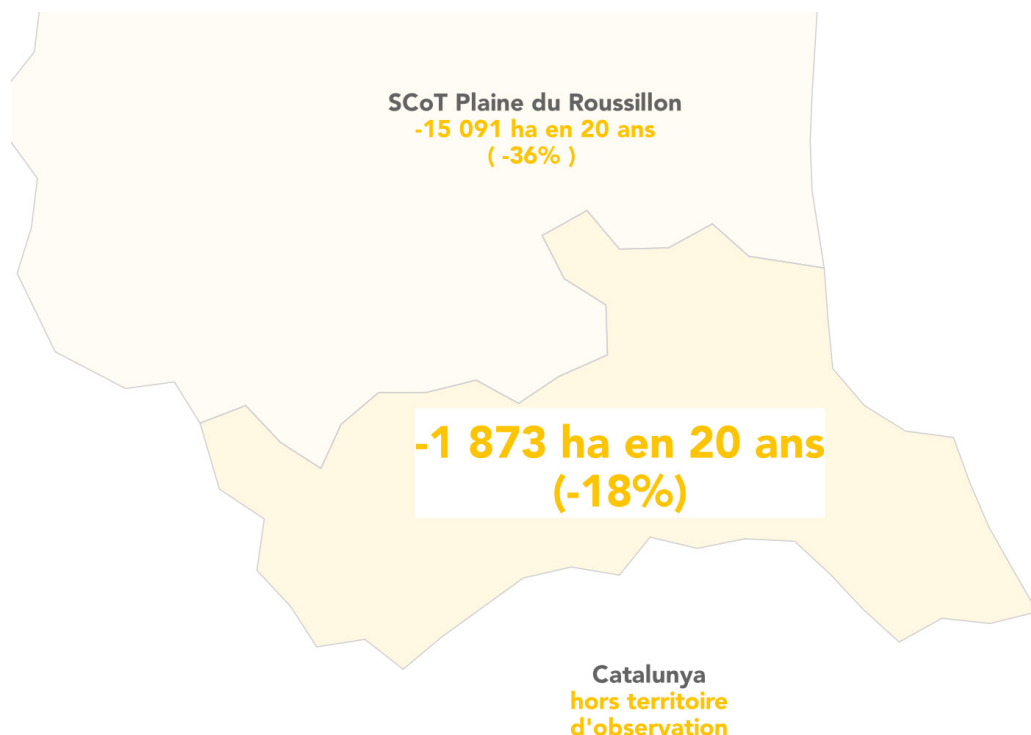 SCoT Plaine du Roussillon
-15 091 ha en 20 ans
( -36% )
-1 873 ha en 20 ans
(-18%)
Catalunya
hors territoire
d'observation